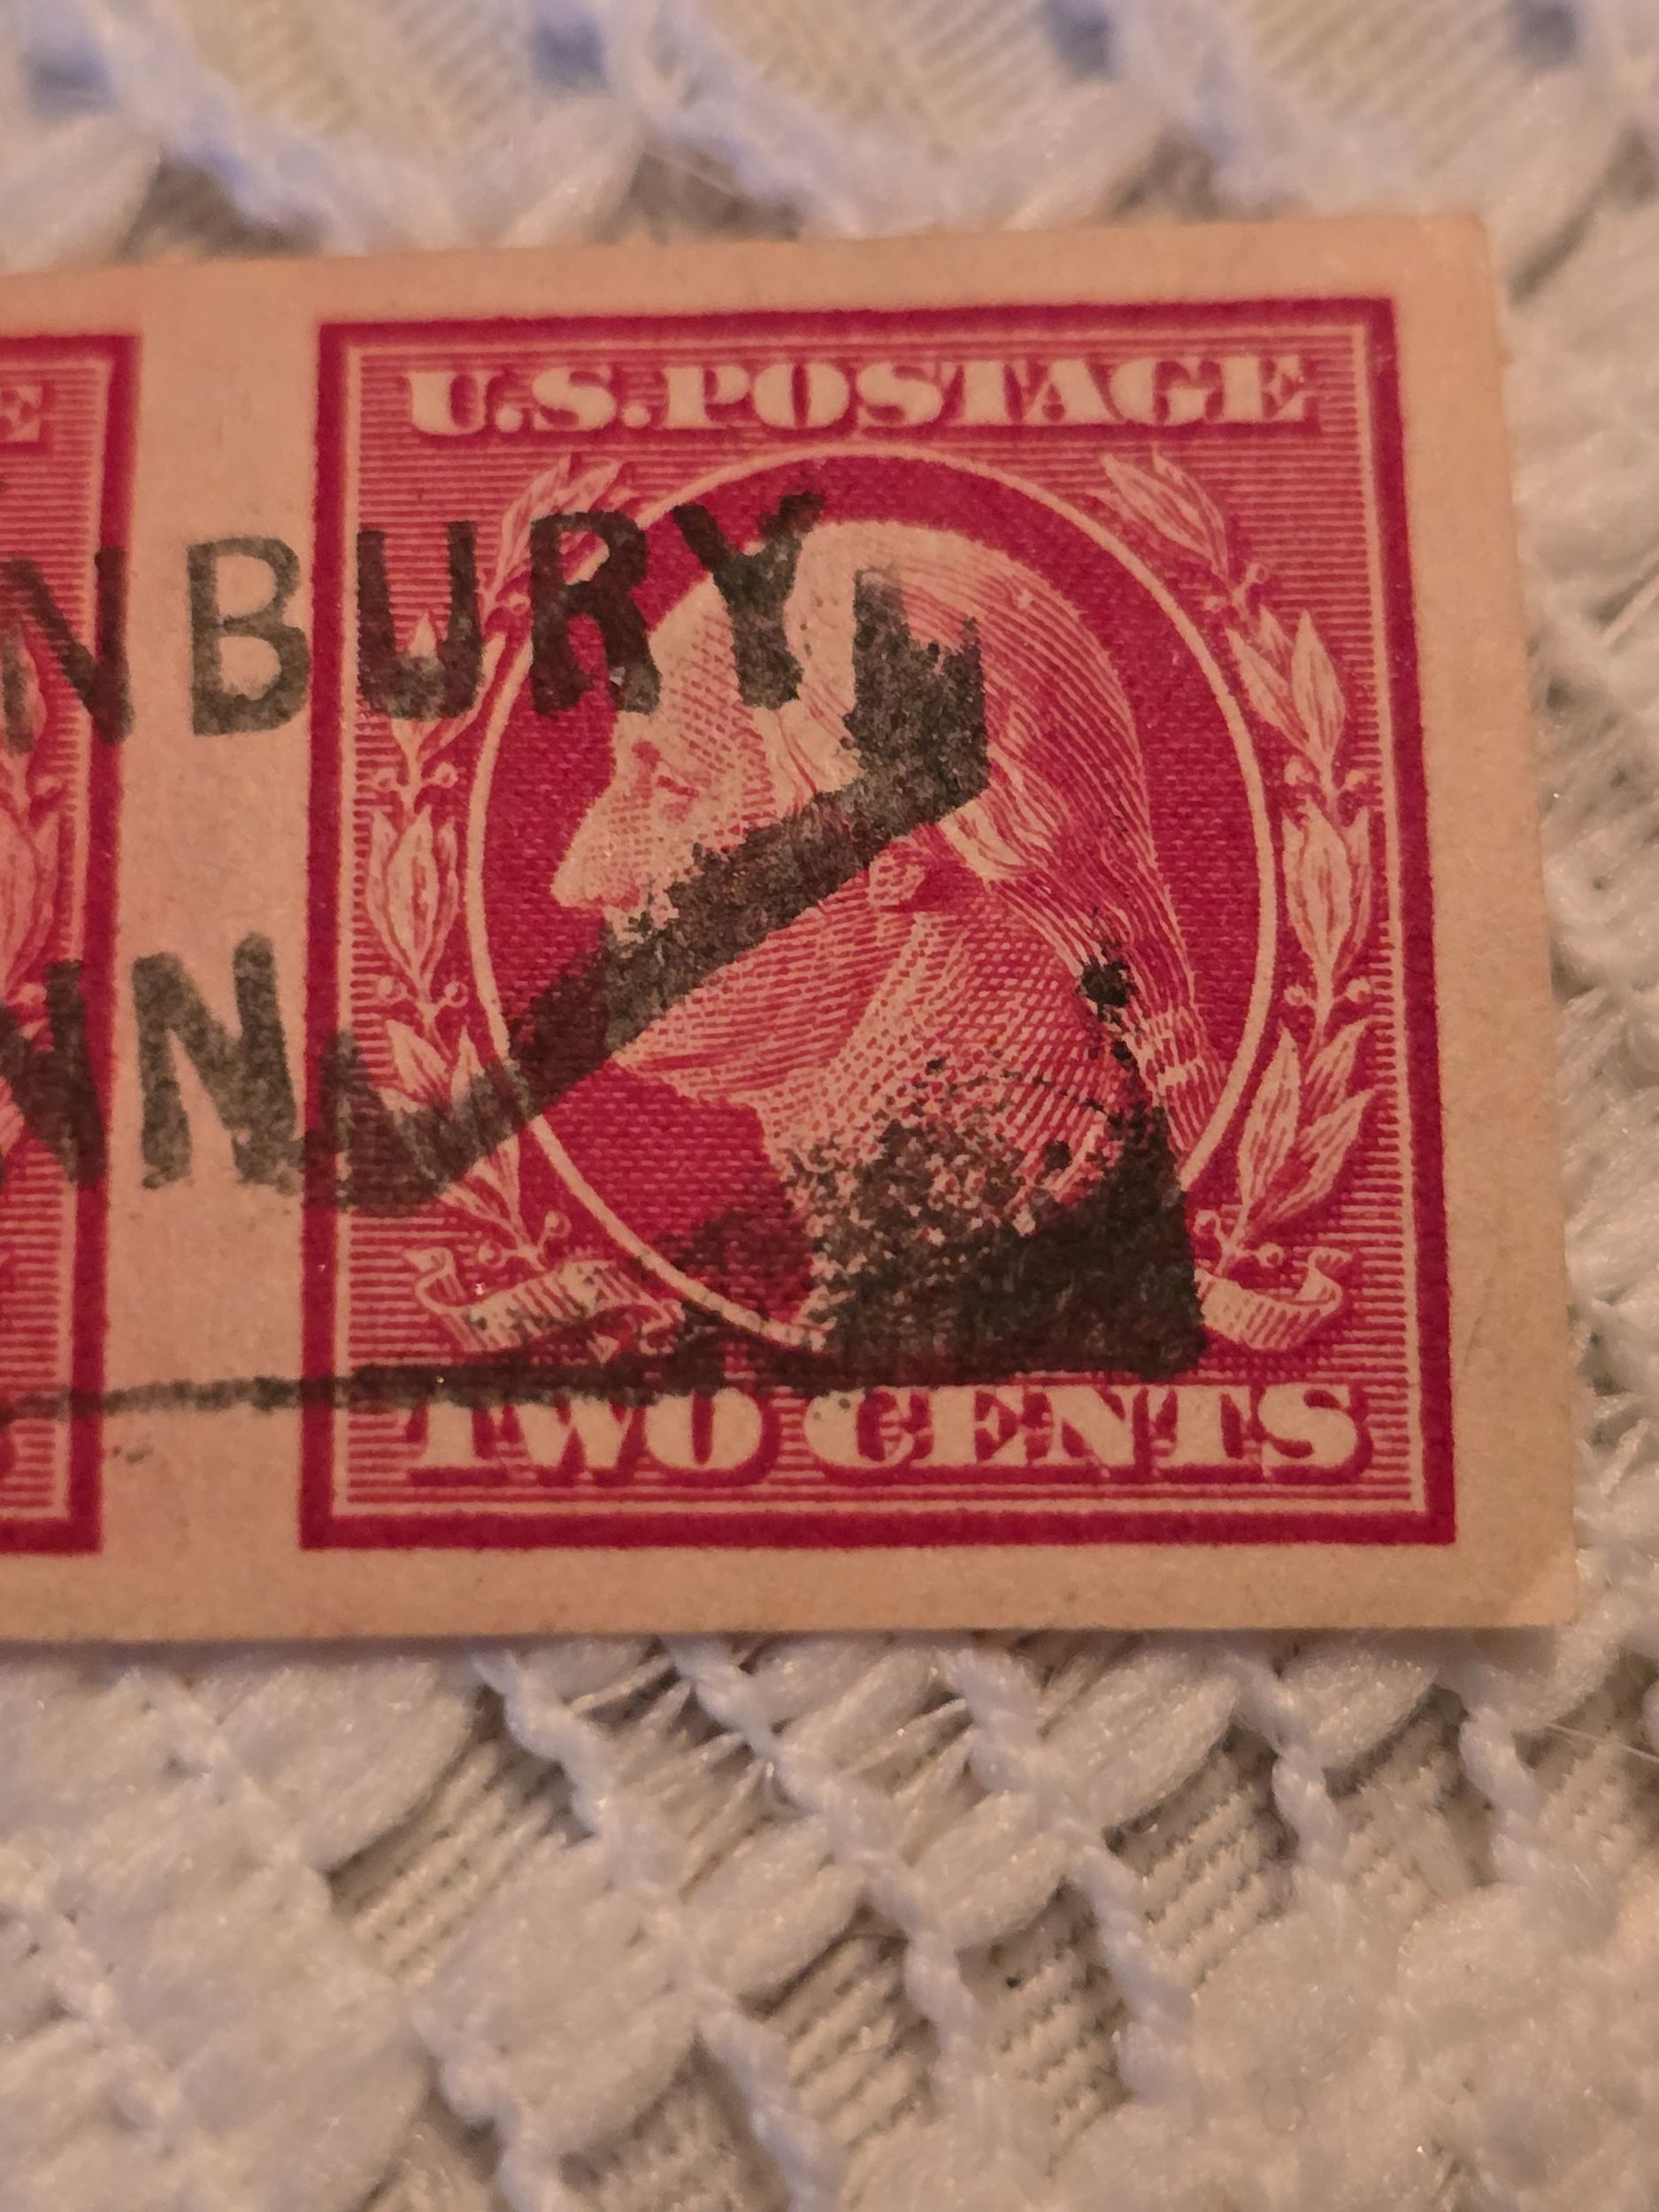 E
U.S.POSTAGE
NBURY,
NN.
TWO CENTS